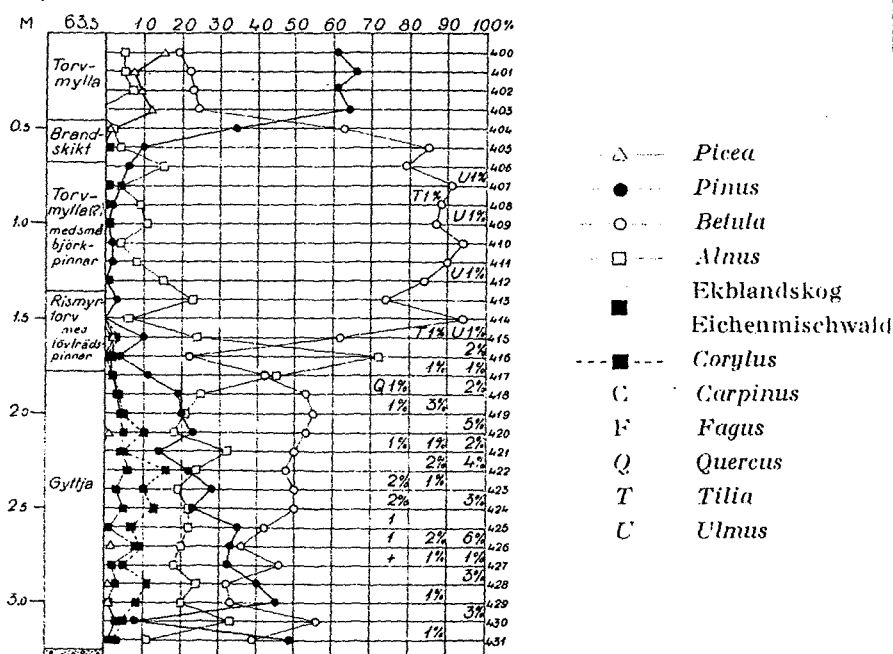 M 63.5 10 20 30 40 50 60 70 80 90 100%
Torv-
mylla
400
401
402
403
0.5
404
Brand-
skikt
405
406
U1% 407
Torv-
mylla(?)
T1% 408
1.0
U1% 409
med små
björk-
pinnar
410
411
U1% 412
Rismyr-
torv
413
1.5
414
med
lövträds
pinnar
T1% U1% 415
2% 416
1% 1% 417
Q1% 2% 418
2.0
1% 3% 419
5% 420
1% 1% 2% 421
2% 4% 422
Gyttja
2% 1% 423
2.5
2% 3% 424
1 425
1 2% 6% 426
+ 1% 1% 427
3% 428
3.0
1% 429
3% 430
1% 431
Picea
Pinus
Betula
Alnus
Ekblandskog
Eichenmischwald
Corylus
C Carpinus
F Fagus
Q Quercus
T Tilia
U Ulmus